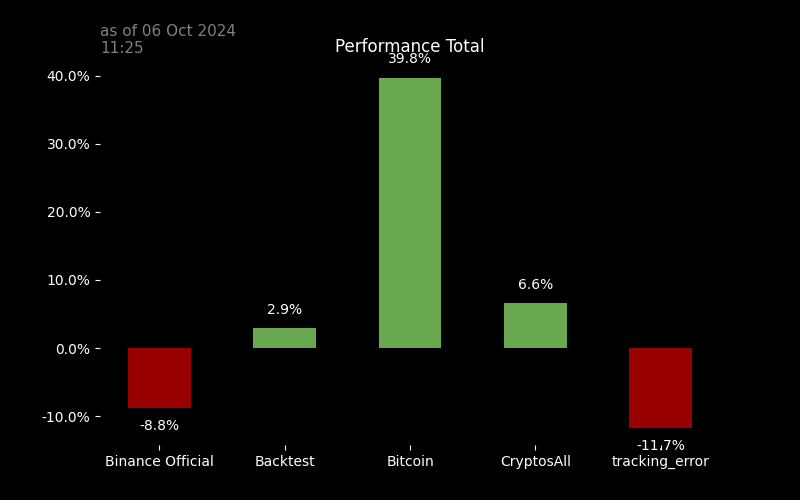 as of 06 Oct 2024
11:25
Performance Total
39.8%
40.0%
30.0%
20.0%
10.0%
6.6%
2.9%
0.0%
-10.0%
-8.8%
-11.7%
Binance Official
Backtest
Bitcoin
CryptosAll
tracking_error